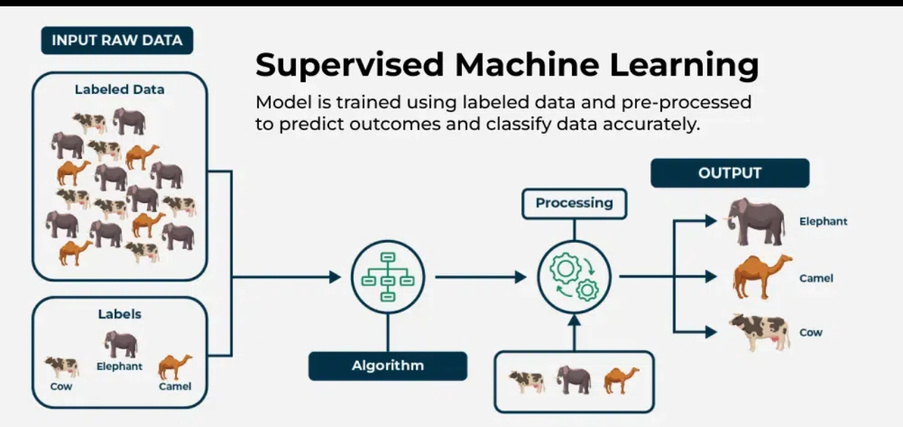 INPUT RAW DATA
Labeled Data
Supervised Machine Learning
Model is trained using labeled data and pre-processed
to predict outcomes and classify data accurately.
OUTPUT
Processing
Elephant
Camel
Cow
Labels
Elephant
Cow
Camel
Algorithm